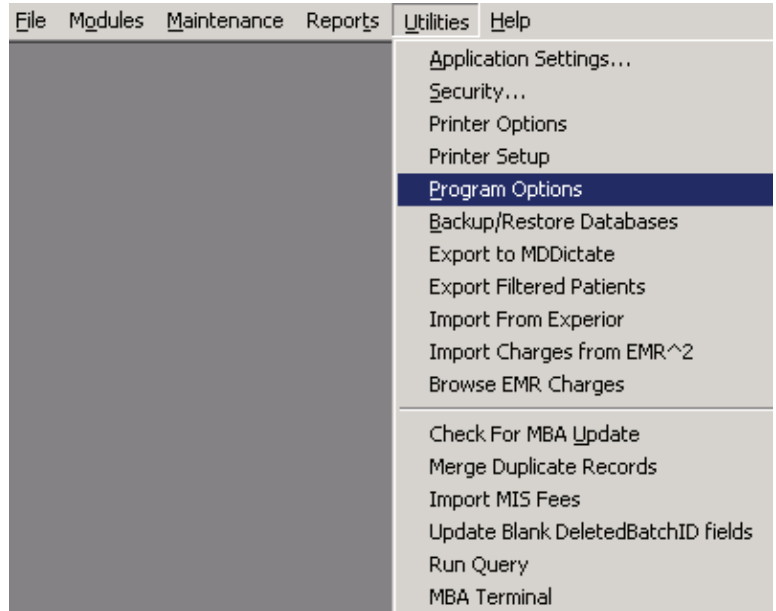 File Modules Maintenance Reports Utilities Help
Application Settings...
Security...
Printer Options
Printer Setup
Program Options
Backup/Restore Databases
Export to MDDictate
Export Filtered Patients
Import From Experior
Import Charges from EMR^2
Browse EMR Charges
Check For MBA Update
Merge Duplicate Records
Import MIS Fees
Update Blank DeletedBatchID fields
Run Query
MBA Terminal